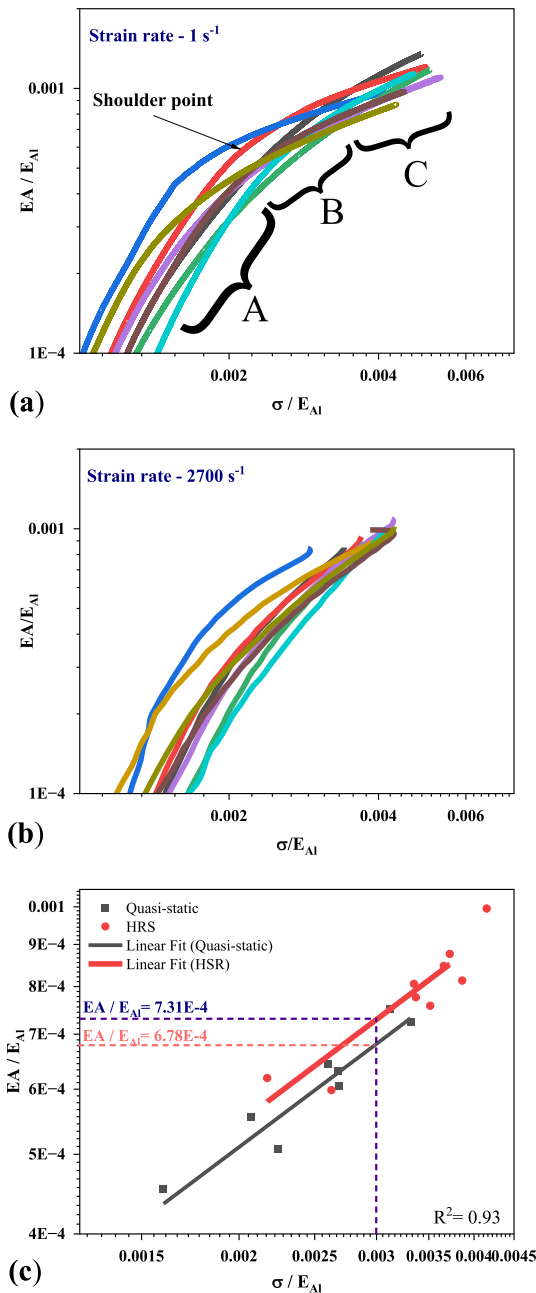 Strain rate - 1 s⁻¹
0.001
Shoulder point
EA / E_Al
C
B
A
1E−4
0.002
0.004
0.006
σ / E_Al
(a)
Strain rate - 2700 s⁻¹
0.001
EA/E_Al
1E−4
0.002
0.004
0.006
σ/E_Al
(b)
0.001
Quasi-static
HRS
9E−4
Linear Fit (Quasi-static)
Linear Fit (HSR)
8E−4
EA / E_Al= 7.31E-4
7E−4
EA / E_Al= 6.78E-4
EA / E_Al
6E−4
5E−4
4E−4
R²= 0.93
0.0015
0.002
0.0025
0.003
0.0035
0.0040
0.0045
σ / E_Al
(c)